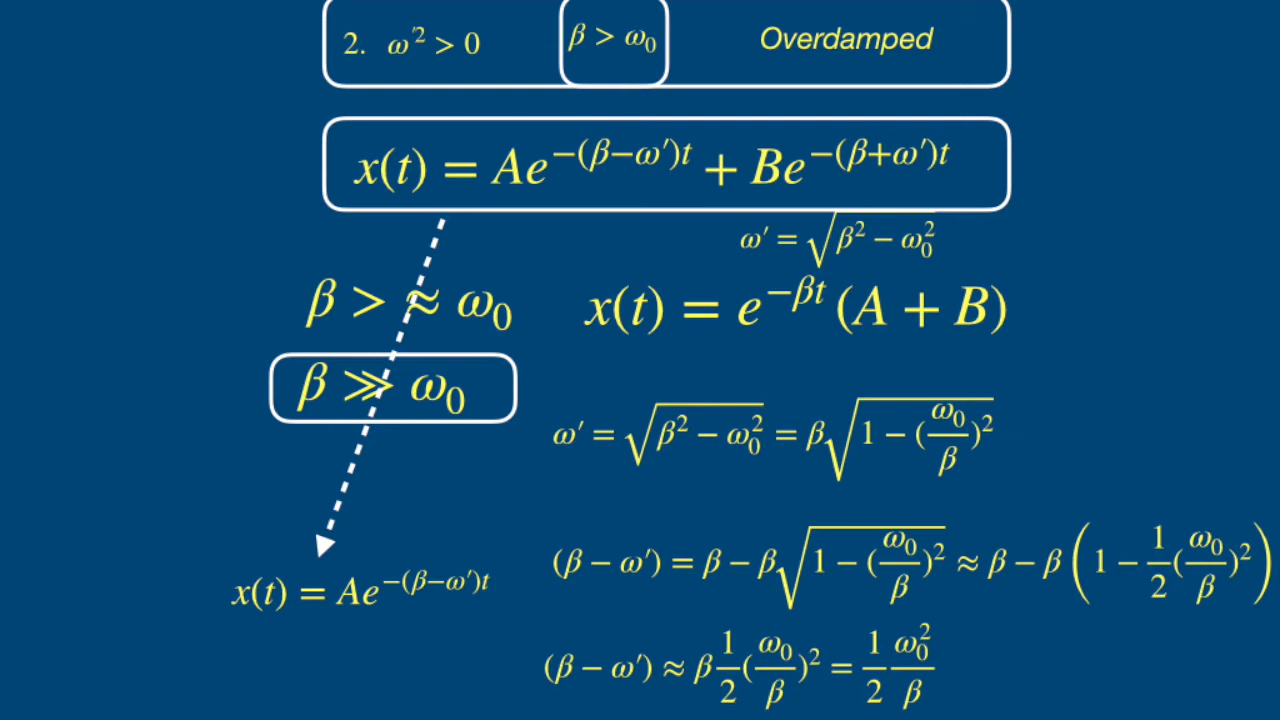 2. ω'² > 0 β > ω₀ Overdamped
x(t) = Ae^{−(β−ω′)t} + Be^{−(β+ω′)t}
ω′ = √(β² − ω₀²)
β > ≈ ω₀ x(t) = e^{−βt} (A + B)
β ≫ ω₀
ω′ = √(β² − ω₀²) = β√(1 − (ω₀/β)²)
(β − ω′) = β − β√(1 − (ω₀/β)²) ≈ β − β(1 − 1/2(ω₀/β)²)
x(t) = Ae^{−(β−ω′)t}
(β − ω′) ≈ β 1/2(ω₀/β)² = 1/2 ω₀²/β